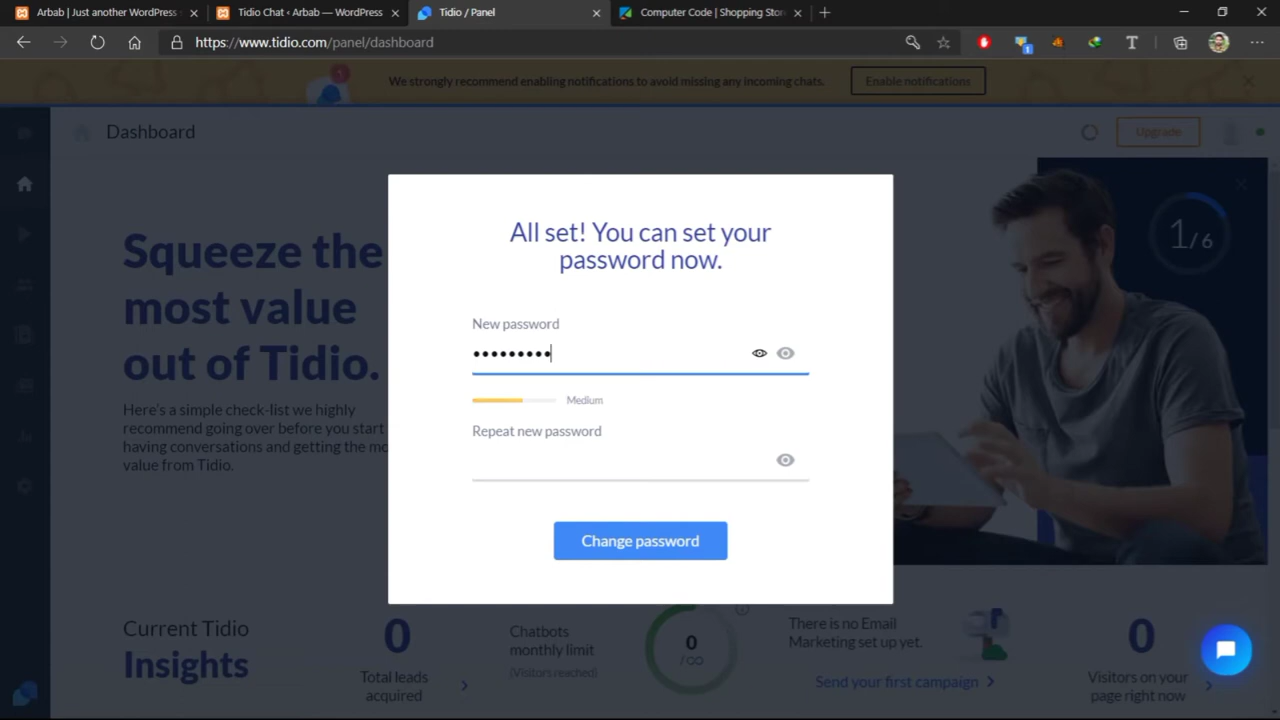 Arbab | Just another WordPress
Tidio Chat ‹ Arbab — WordPress
Tidio / Panel
Computer Code | Shopping Stor
https://www.tidio.com/panel/dashboard
T
1
1
We strongly recommend enabling notifications to avoid missing any incoming chats.
Enable notifications
Dashboard
Upgrade
Squeeze the
most value
out of Tidio.
Here's a simple check-list we highly
recommend going over before you start
having conversations and getting the mo
value from Tidio.
1/6
All set! You can set your
password now.
New password
•••••••••
Medium
Repeat new password
Change password
Current Tidio
Insights
0
Total leads
acquired
Chatbots
monthly limit
(Visitors reached)
0
/∞
There is no Email
Marketing set up yet.
Send your first campaign
0
Visitors on your
page right now